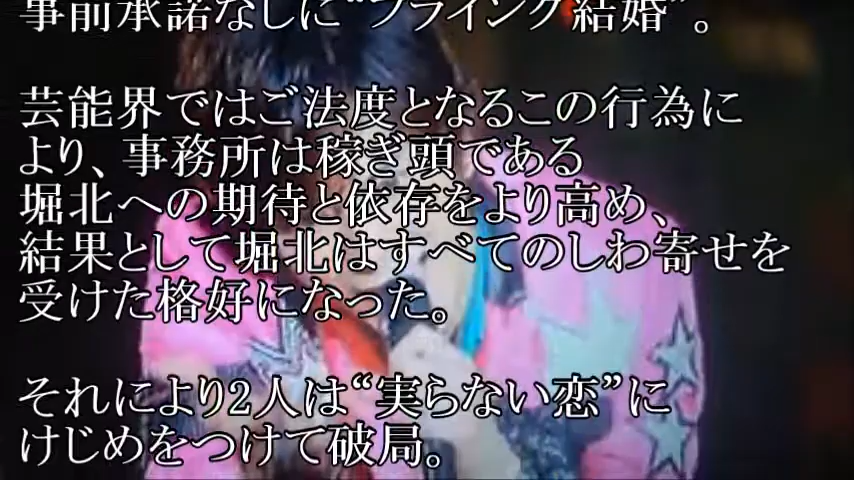 事前承諾なしに“フライング結婚”。
芸能界ではご法度となるこの行為に
より、事務所は稼ぎ頭である
堀北への期待と依存をより高め、
結果として堀北はすべてのしわ寄せを
受けた格好になった。
それにより2人は“実らない恋”に
けじめをつけて破局。